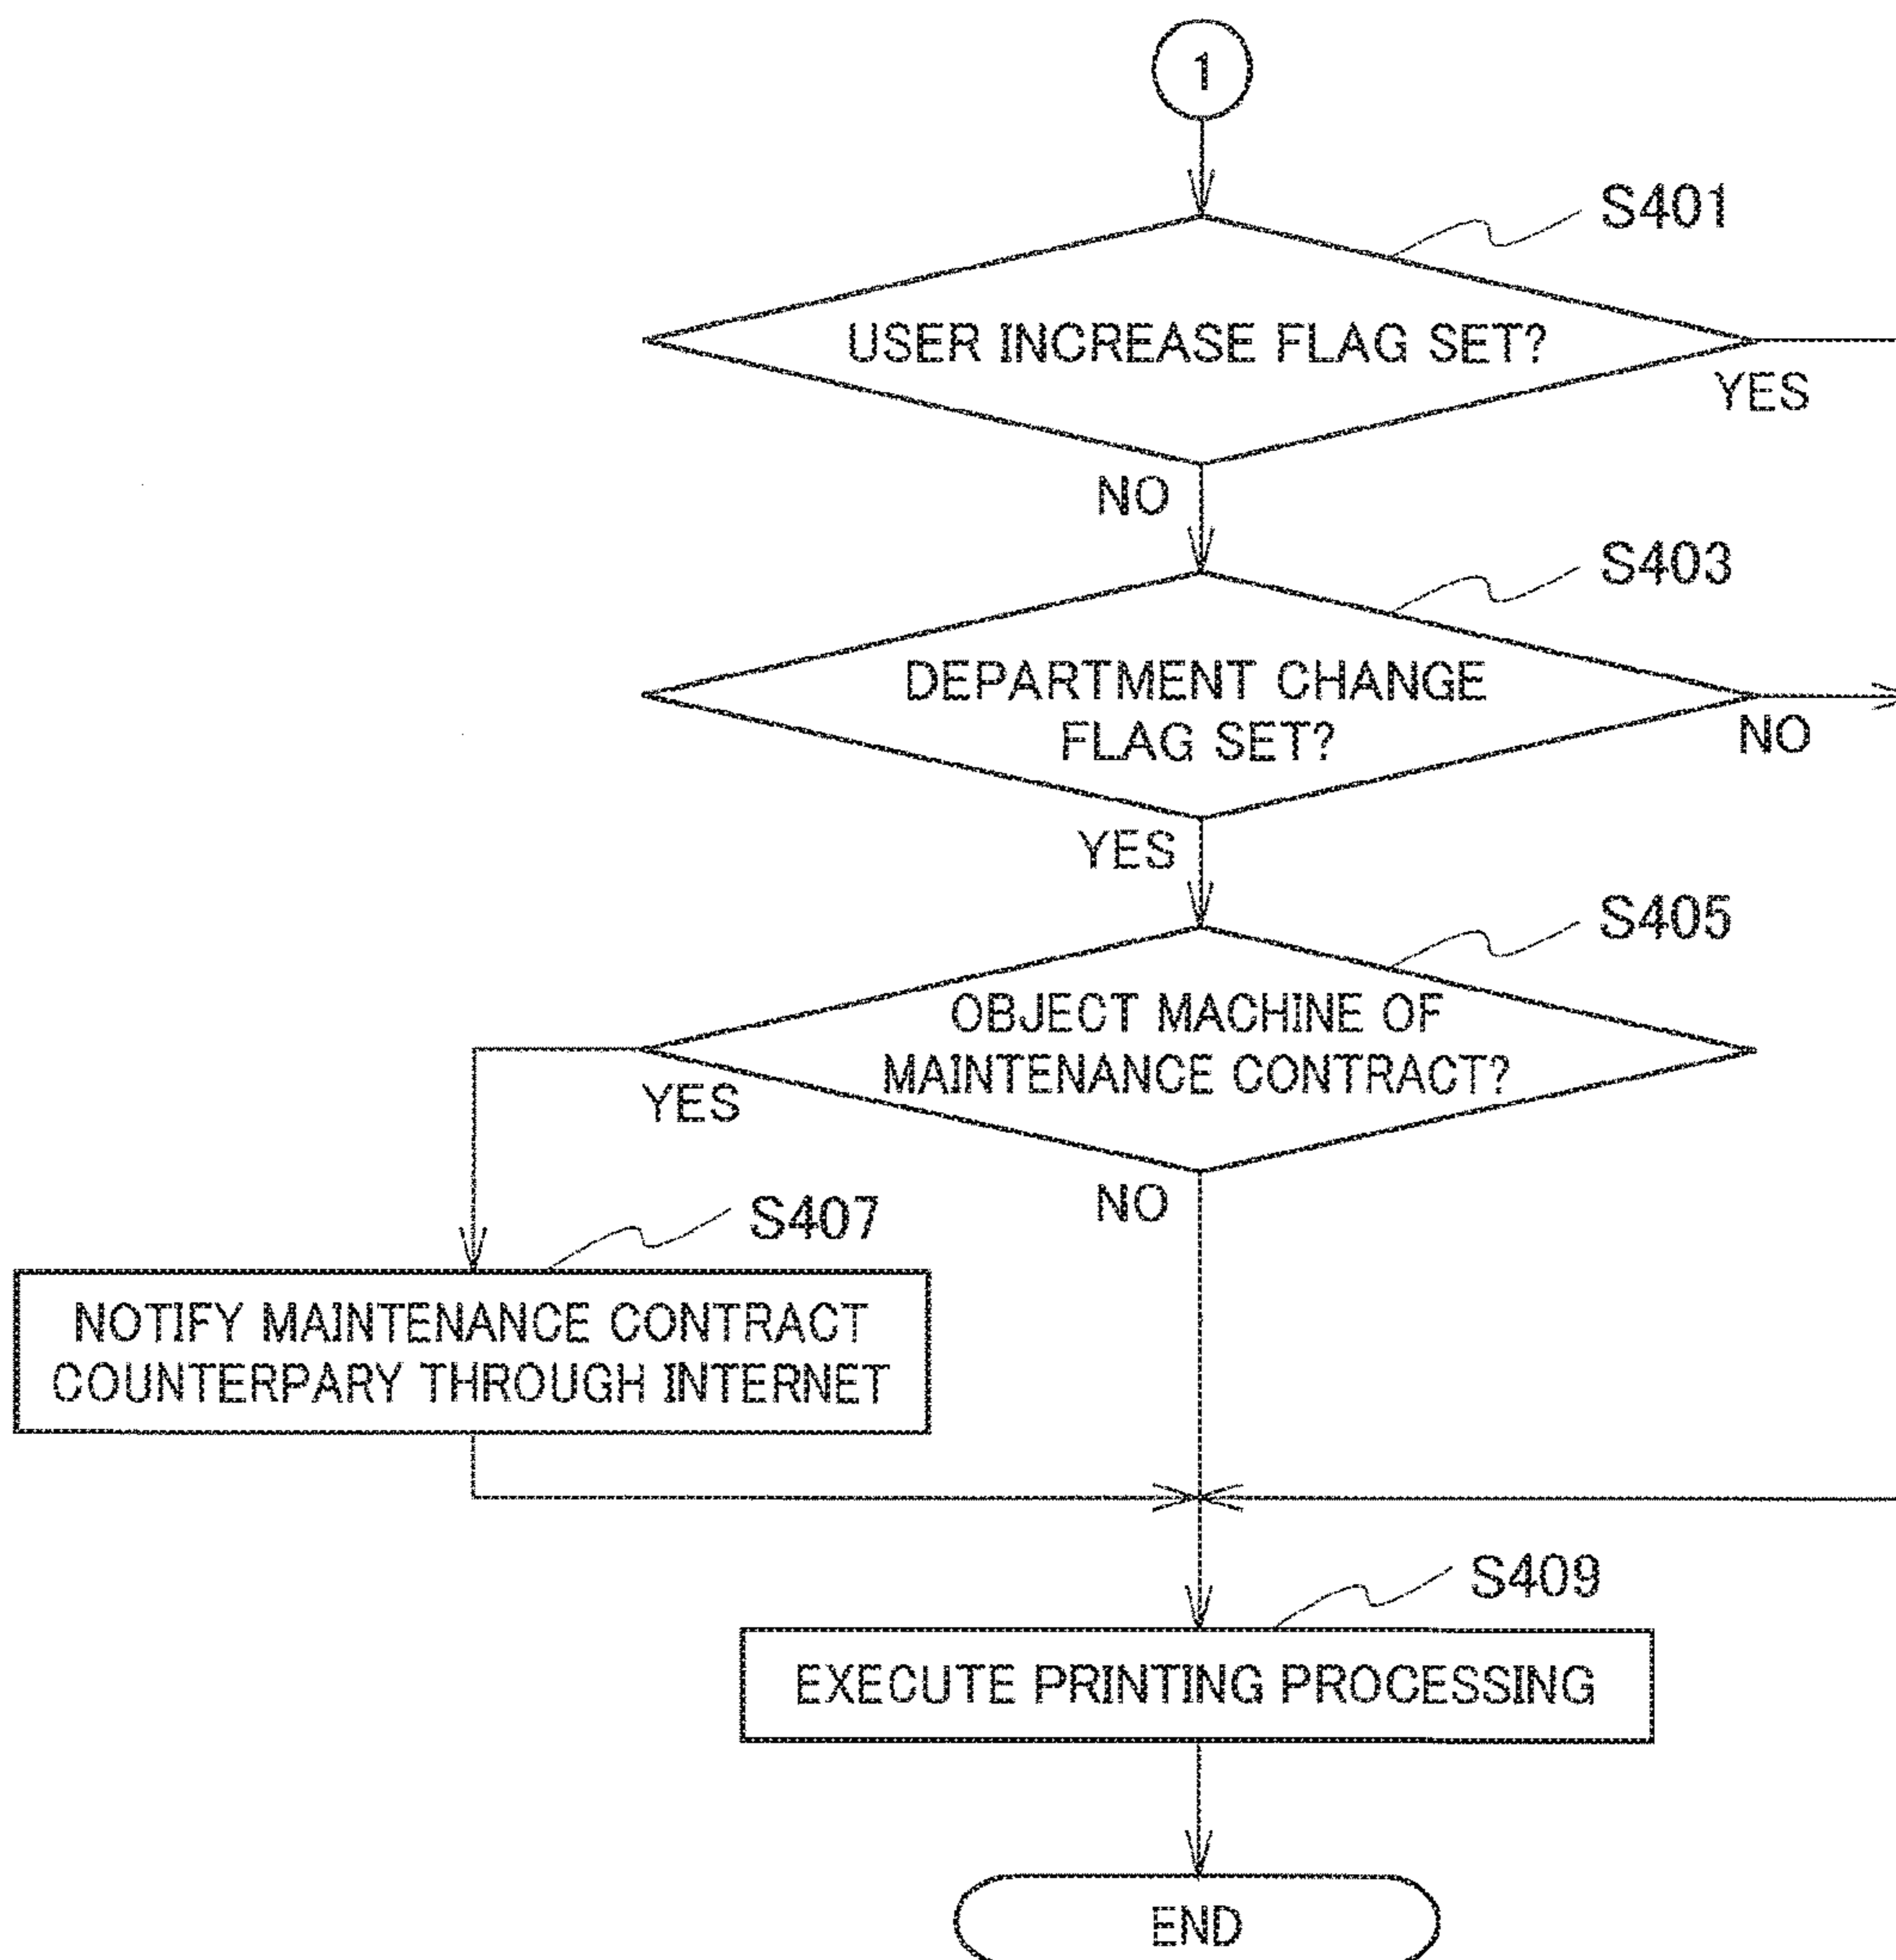 1
S401
USER INCREASE FLAG SET?
YES
NO
S403
DEPARTMENT CHANGE
FLAG SET?
NO
YES
S405
OBJECT MACHINE OF
MAINTENANCE CONTRACT?
YES
NO
S407
NOTIFY MAINTENANCE CONTRACT
COUNTERPARY THROUGH INTERNET
S409
EXECUTE PRINTING PROCESSING
END